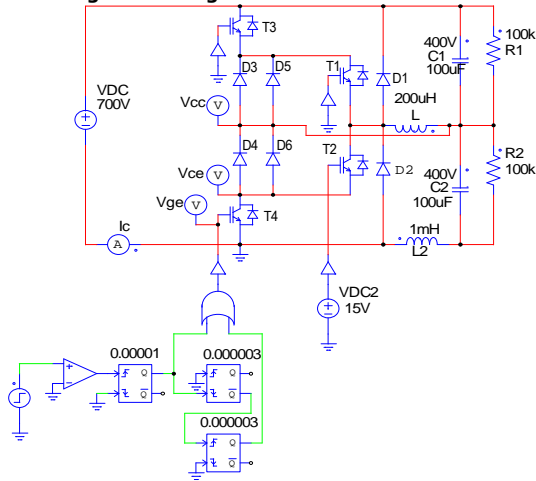 T3
100k
R1
400V
C1
100uF
D3
D5
T1
D1
VDC
700V
200uH
L
Vcc
V
D4
D6
T2
D2
R2
100k
400V
C2
100uF
Vce
V
Vge
V
T4
Ic
A
1mH
L2
VDC2
15V
0.00001
0.000003
Q
Q
Q
Q
0.000003
Q
Q